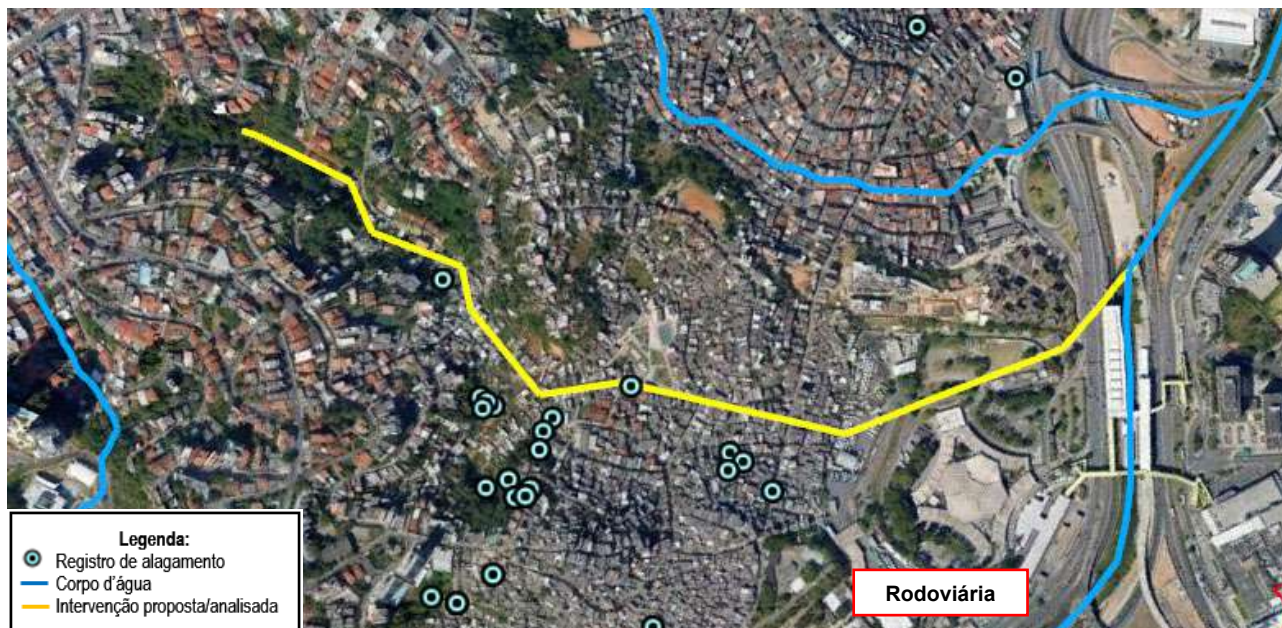 Legenda:
Registro de alagamento
Corpo d'água
Intervenção proposta/analisada
Rodoviária